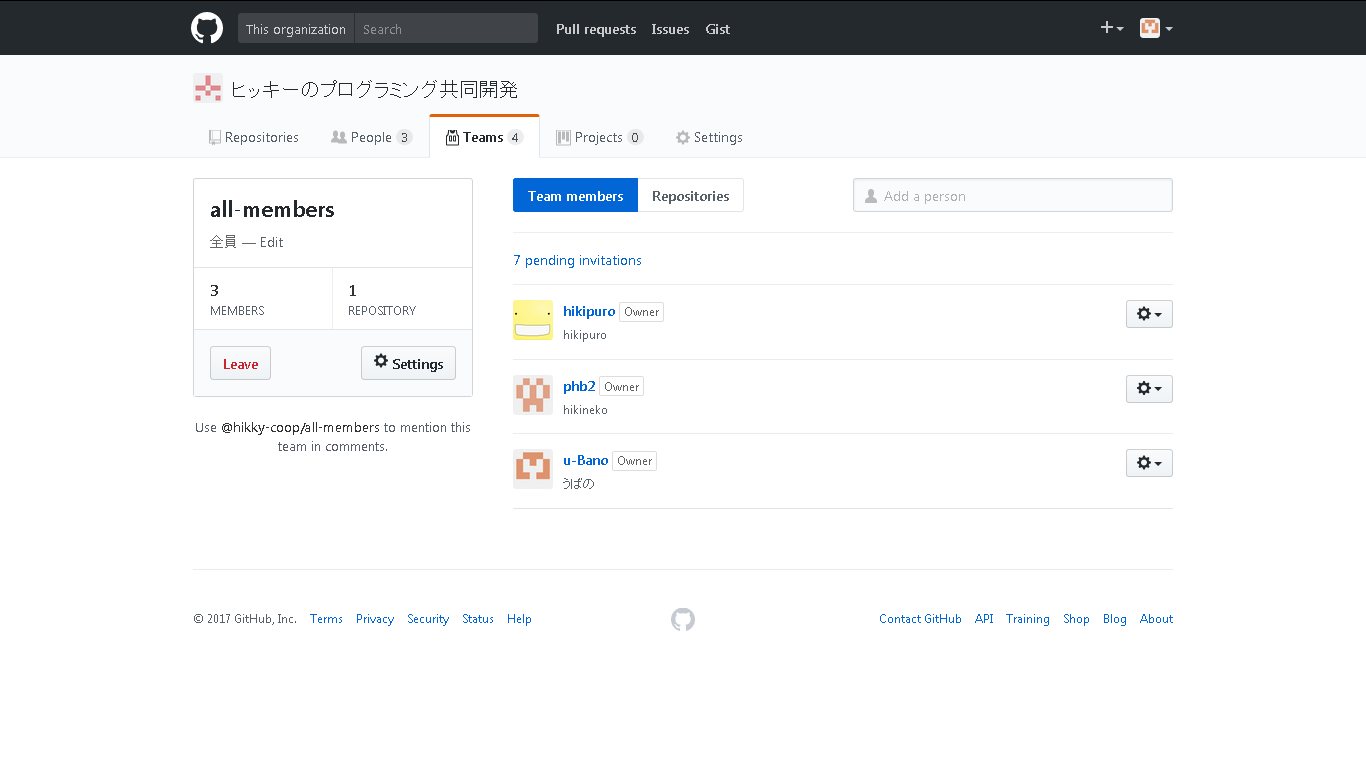 This organization Search Pull requests Issues Gist
ヒッキーのプログラミング共同開発
Repositories People 3 Teams 4 Projects 0 Settings
all-members
全員 — Edit
3 1
MEMBERS REPOSITORY
Leave Settings
Use @hikky-coop/all-members to mention this
team in comments.
Team members Repositories Add a person
7 pending invitations
hikipuro Owner
hikipuro
phb2 Owner
hikineko
u-Bano Owner
うばの
© 2017 GitHub, Inc. Terms Privacy Security Status Help Contact GitHub API Training Shop Blog About